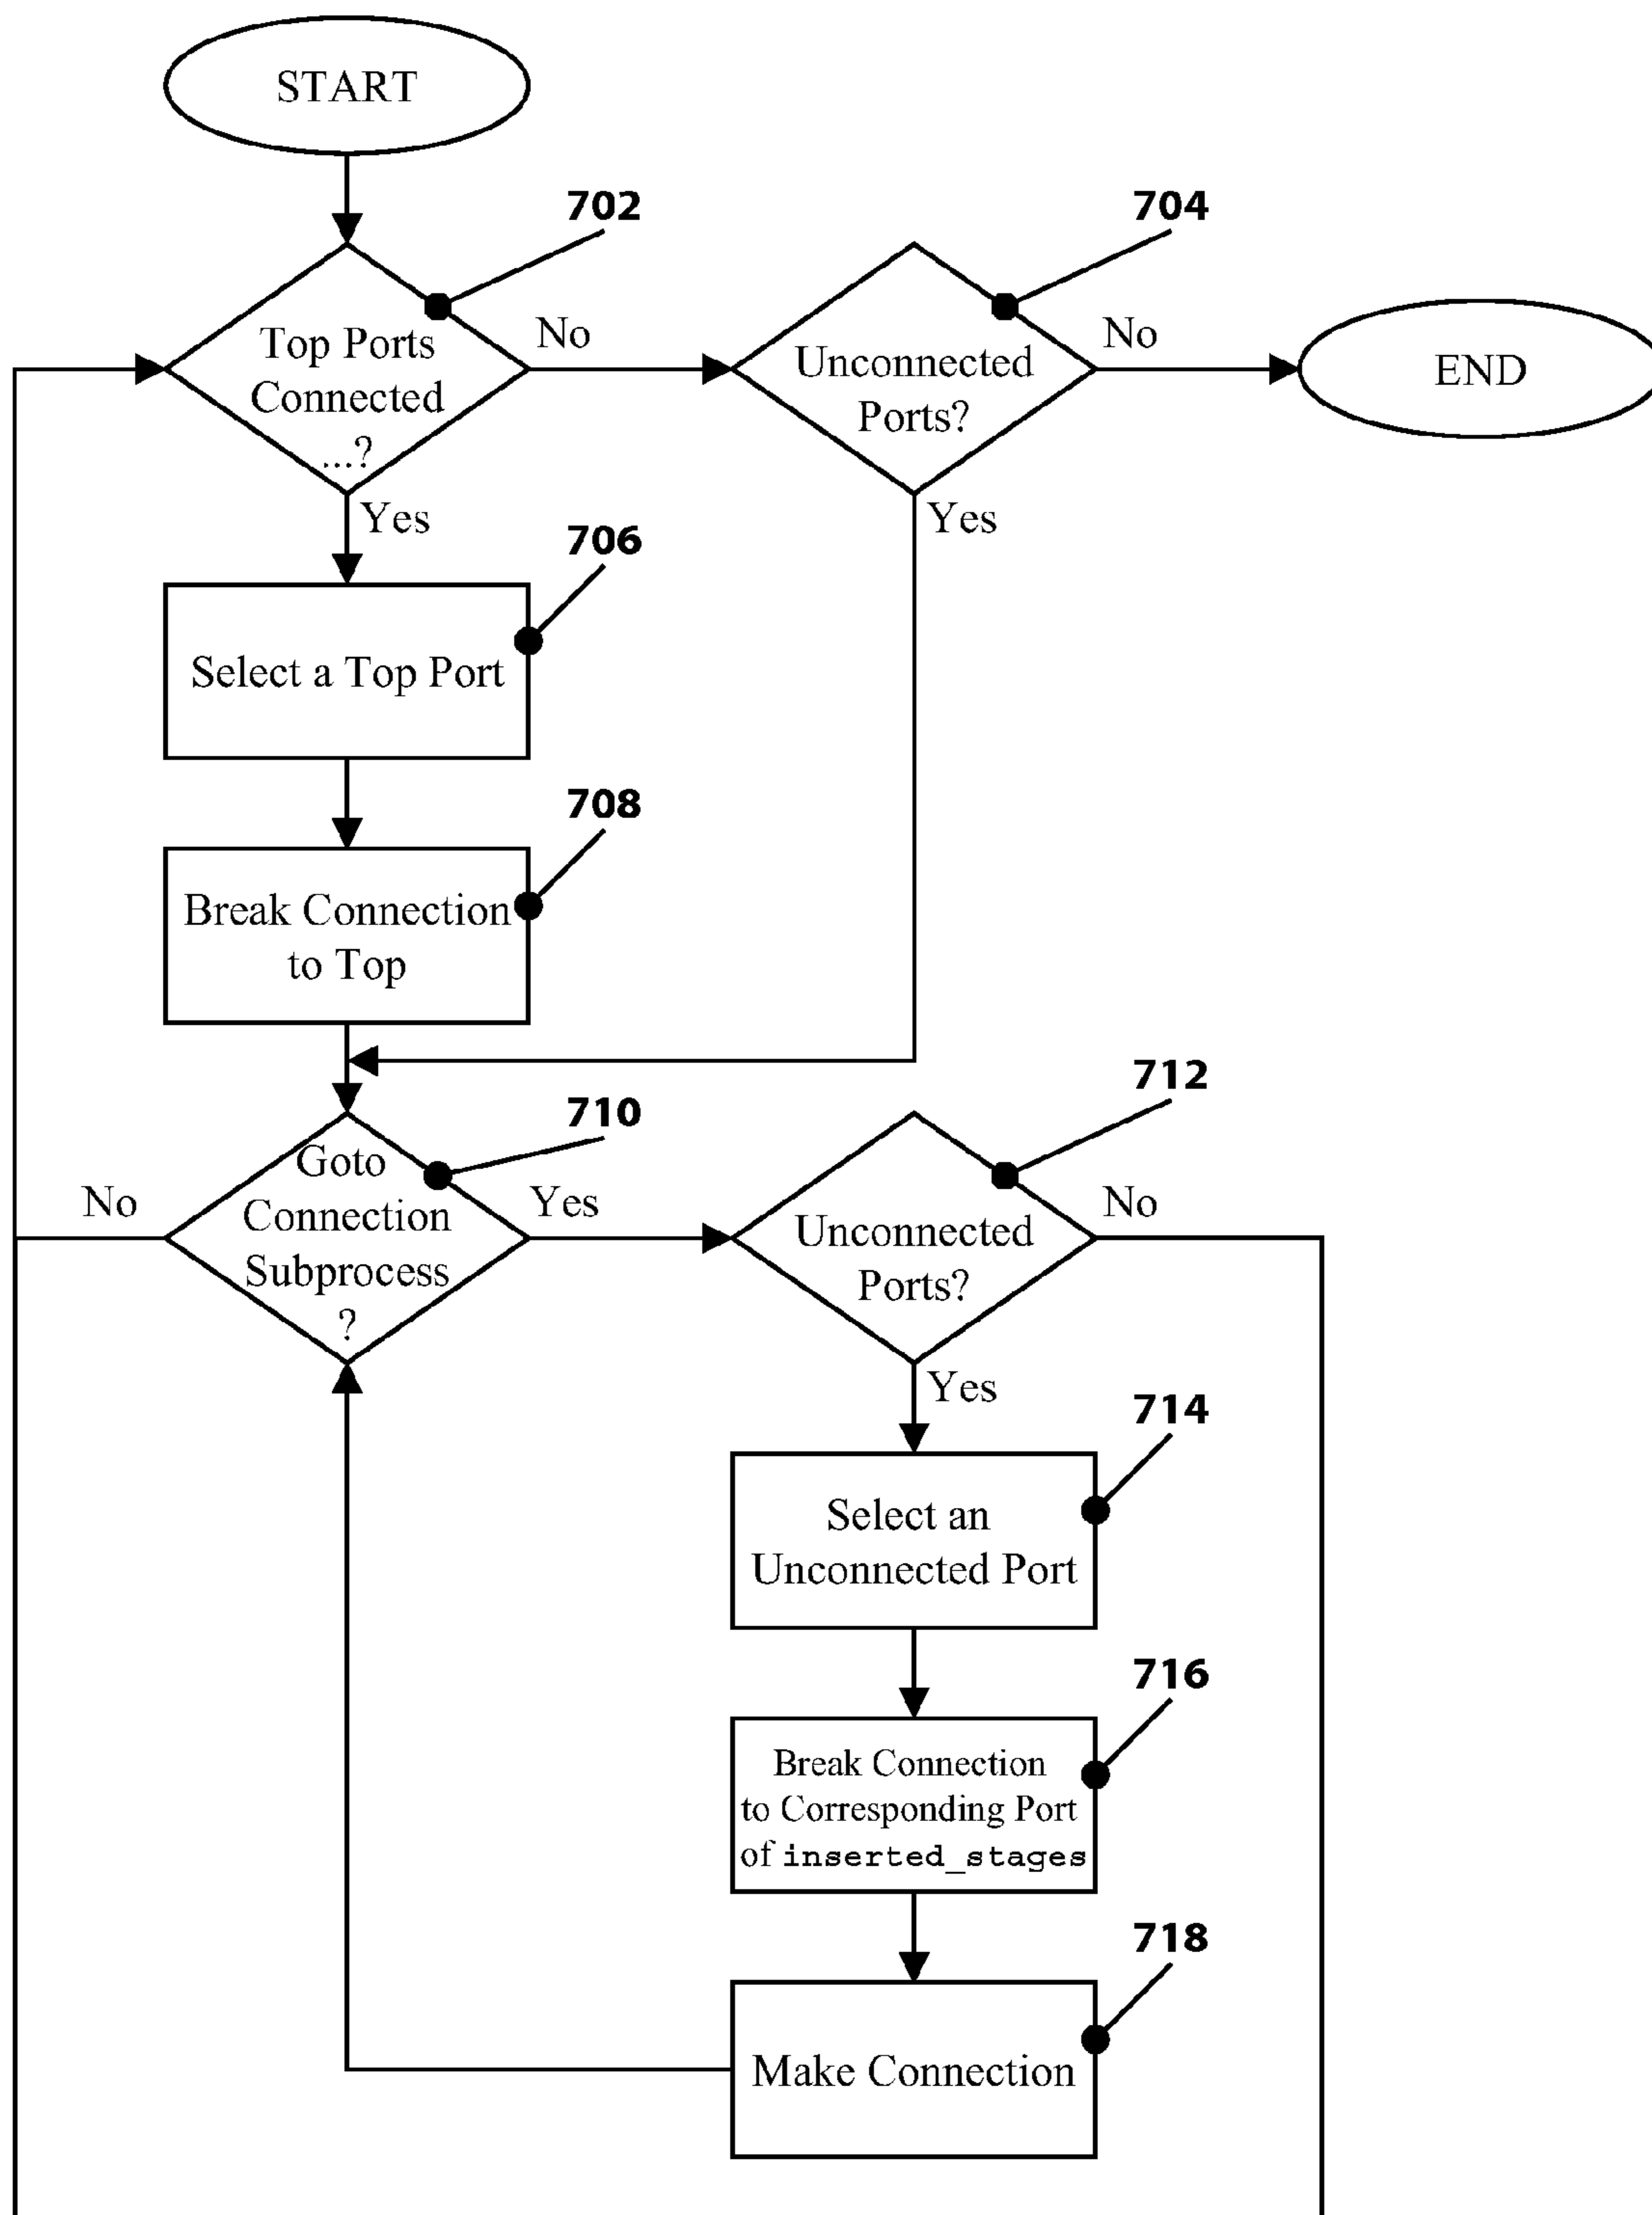 START
702
704
Top Ports
Connected
...?
No
Unconnected
Ports?
No
END
Yes
Yes
706
Select a Top Port
708
Break Connection
to Top
710
712
No
Goto
Connection
Subprocess
?
Yes
Unconnected
Ports?
No
Yes
714
Select an
Unconnected Port
716
Break Connection
to Corresponding Port
of inserted_stages
718
Make Connection